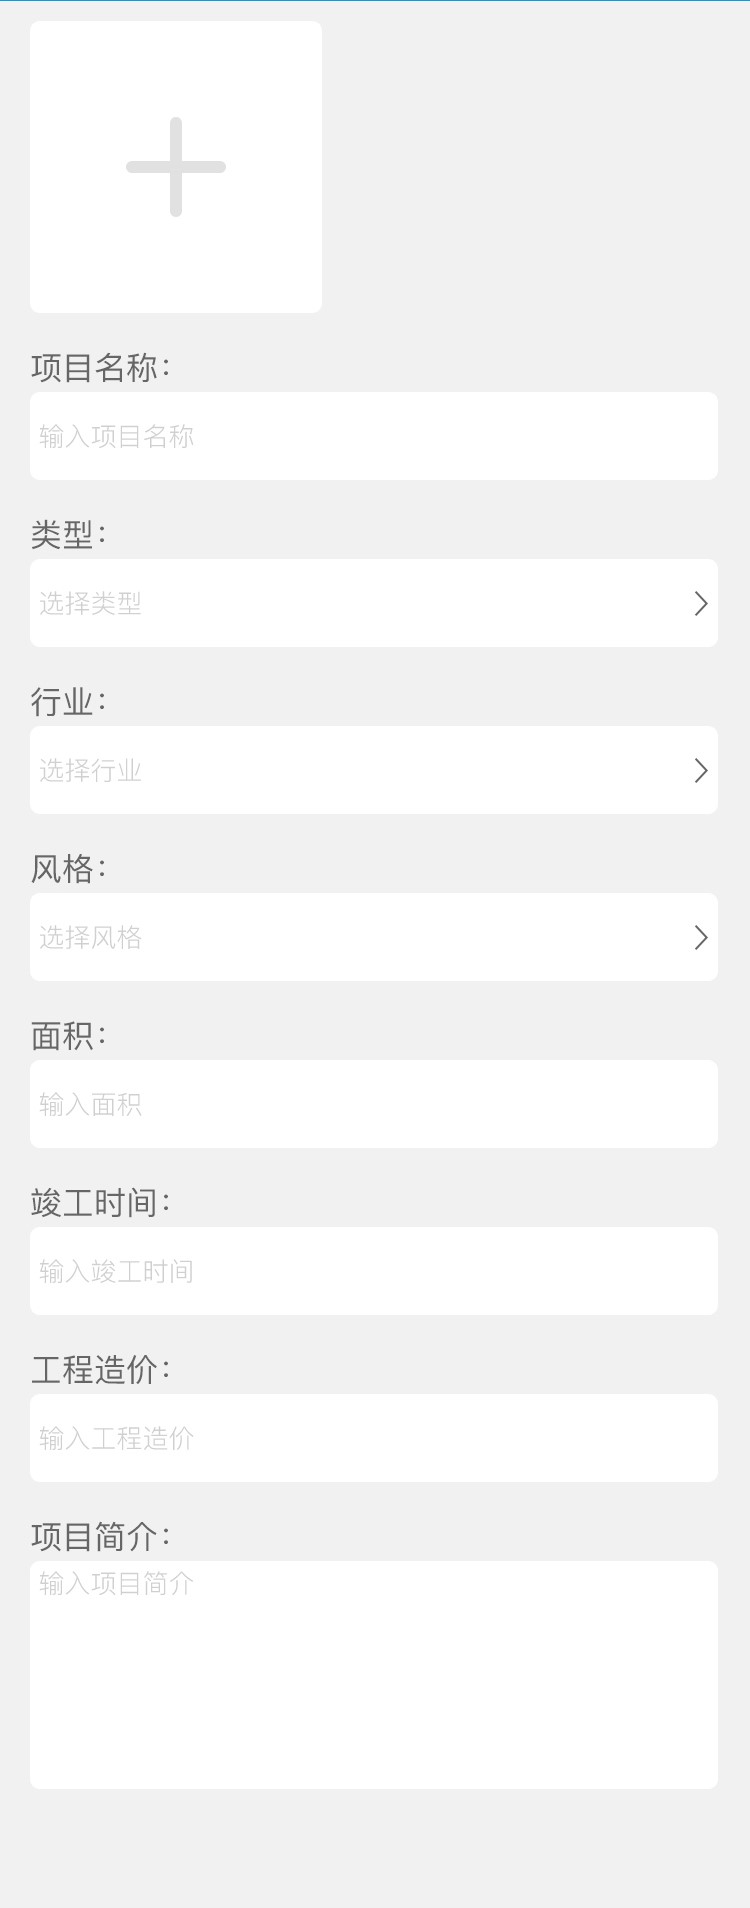 项目名称：
输入项目名称
类型：
选择类型
行业：
选择行业
风格：
选择风格
面积：
输入面积
竣工时间：
输入竣工时间
工程造价：
输入工程造价
项目简介：
输入项目简介